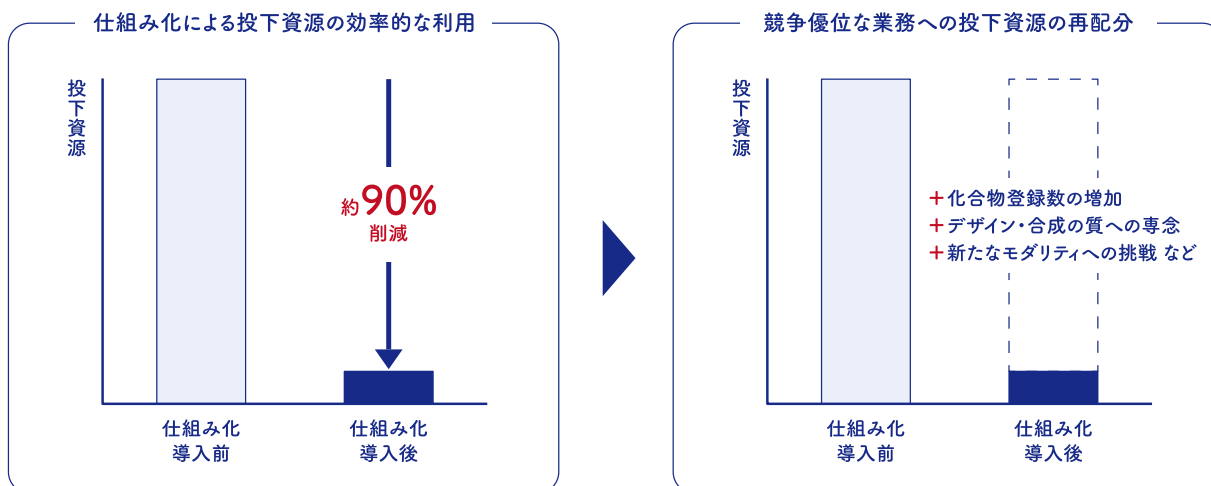 仕組み化による投下資源の効率的な利用
投下資源
約90%
削減
仕組み化
導入前
仕組み化
導入後
競争優位な業務への投下資源の再配分
投下資源
+化合物登録数の増加
+デザイン・合成の質への専念
+新たなモダリティへの挑戦 など
仕組み化
導入前
仕組み化
導入後